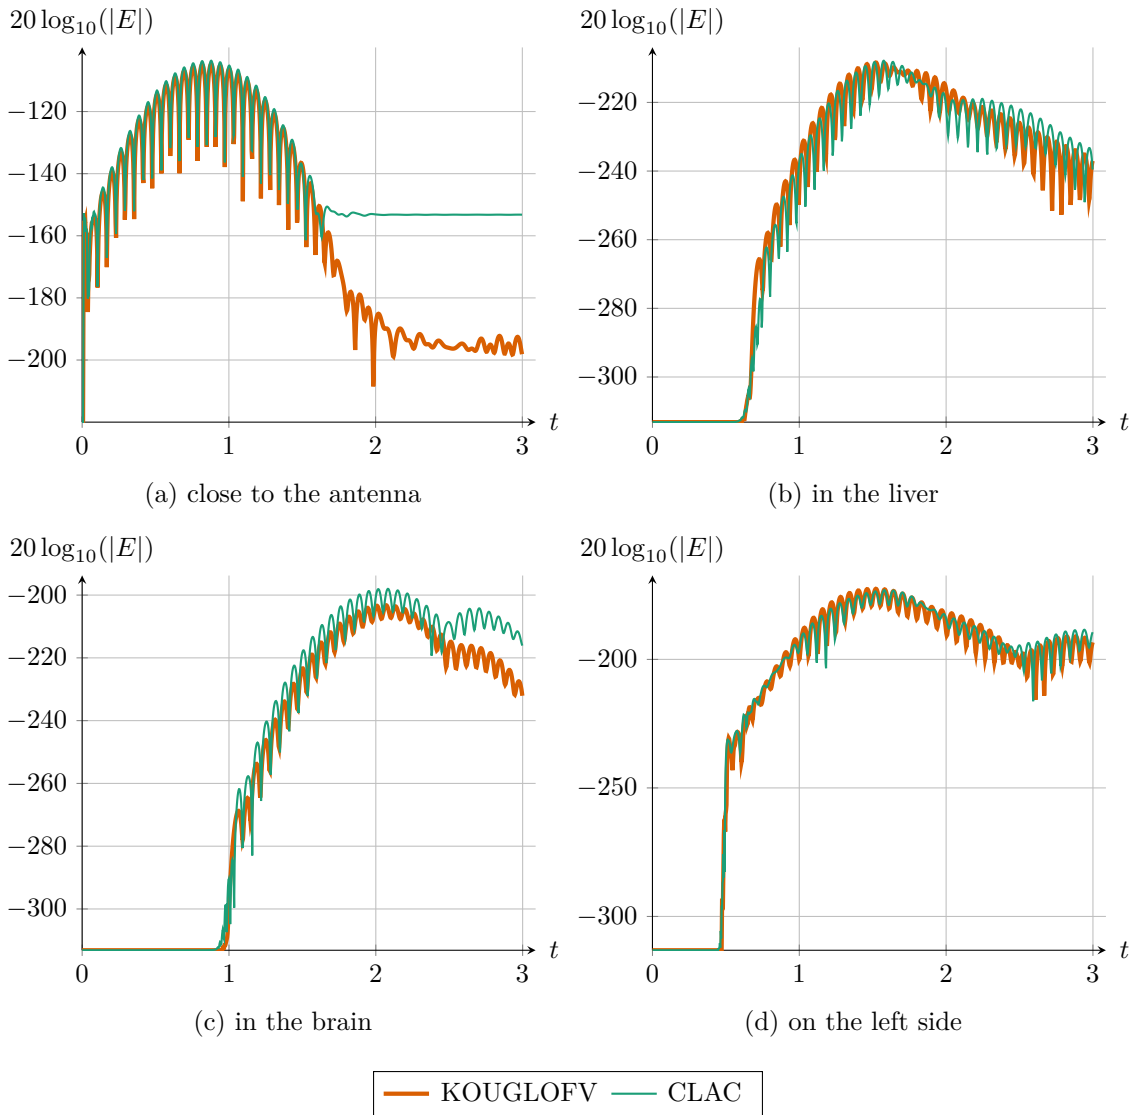 20 log10(|E|)
−120
−140
−160
−180
−200
0 1 2 3 t
(a) close to the antenna
20 log10(|E|)
−220
−240
−260
−280
−300
0 1 2 3 t
(b) in the liver
20 log10(|E|)
−200
−220
−240
−260
−280
−300
0 1 2 3 t
(c) in the brain
20 log10(|E|)
−200
−250
−300
0 1 2 3 t
(d) on the left side
KOUGLOFV CLAC